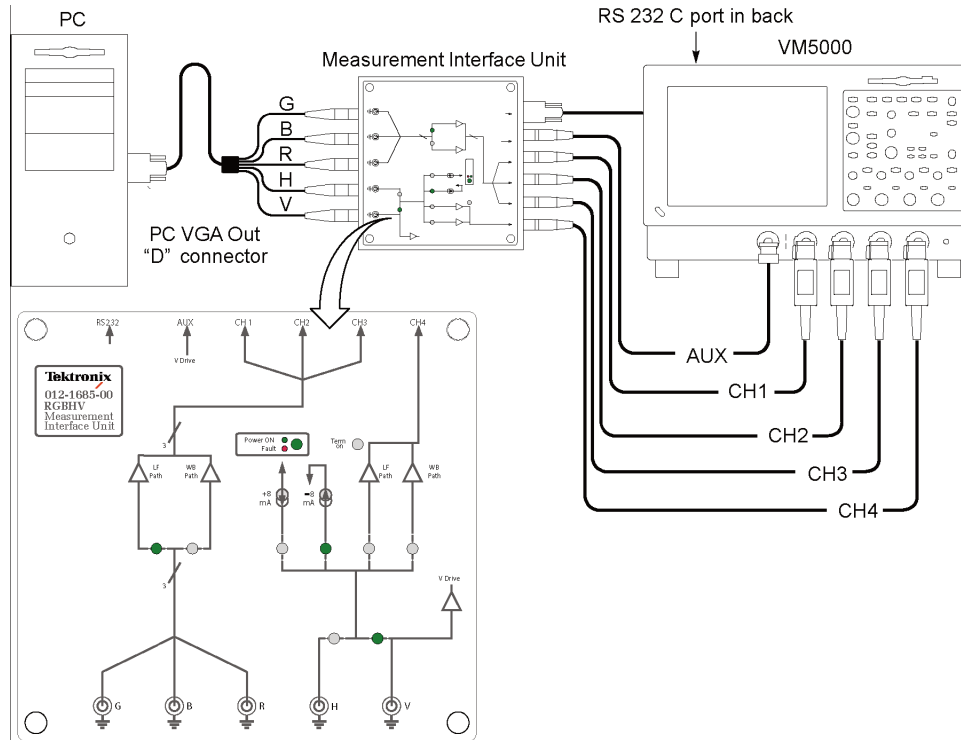 PC
RS 232 C port in back
VM5000
Measurement Interface Unit
G
B
R
H
V
PC VGA Out
“D” connector
AUX
CH1
CH2
CH3
CH4
RS232
AUX
CH 1
CH2
CH3
CH4
V Drive
Tektronix
012-1685-00
RGBHV
Measurement
Interface Unit
3
Power ON
Fault
Term
on
LF
Path
WB
Path
+8
mA
-8
mA
LF
Path
WB
Path
3
V Drive
G
B
R
H
V